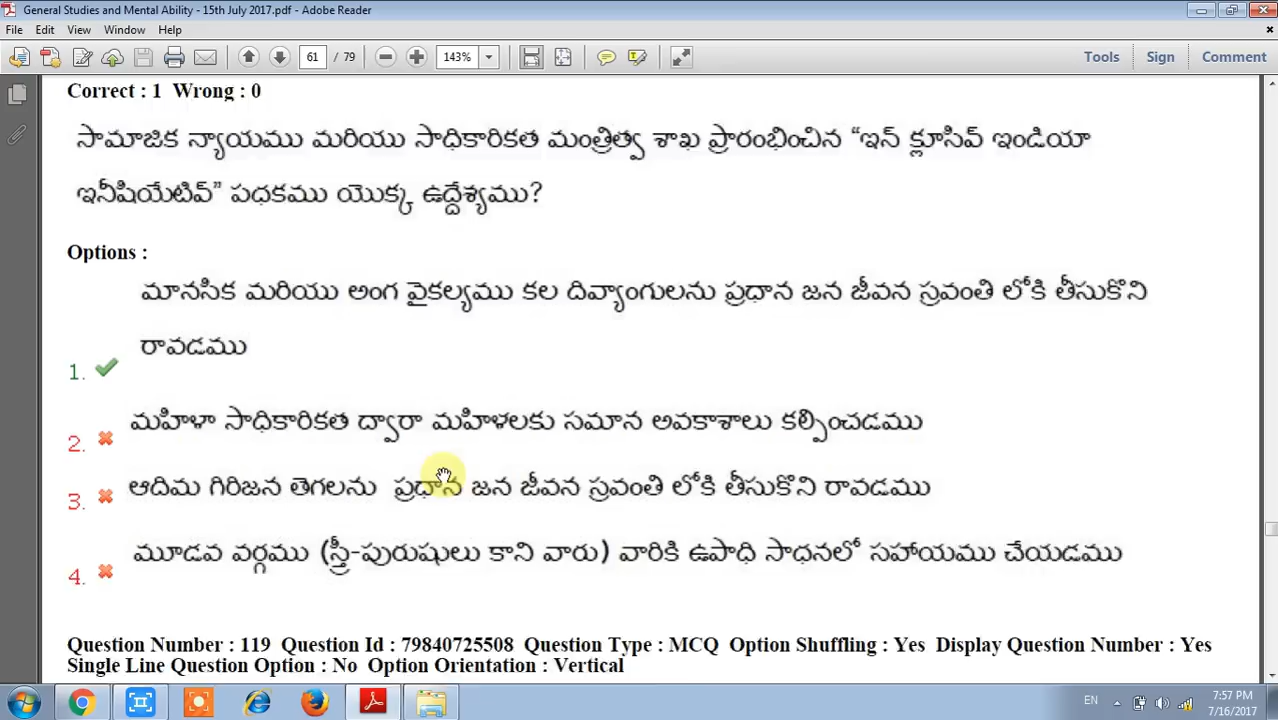 General Studies and Mental Ability - 15th July 2017.pdf - Adobe Reader
File Edit View Window Help
61 / 79 143% Tools Sign Comment
Correct : 1 Wrong : 0
సామాజిక న్యాయము మరియు సాధికారికత మంత్రిత్వ శాఖ ప్రారంభించిన “ఇన్ క్లూసివ్ ఇండియా
ఇనీషియేటివ్” పధకము యొక్క ఉద్దేశ్యము?
Options :
మానసిక మరియు అంగ వైకల్యము కల దివ్యాంగులను ప్రధాన జన జీవన స్రవంతి లోకి తీసుకొని
రావడము
1.
మహిళా సాధికారికత ద్వారా మహిళలకు సమాన అవకాశాలు కల్పించడము
2.
ఆదిమ గిరిజన తెగలను ప్రధాన జన జీవన స్రవంతి లోకి తీసుకొని రావడము
3.
మూడవ వర్గము (స్త్రీ-పురుషులు కాని వారు) వారికి ఉపాధి సాధనలో సహాయము చేయడము
4.
Question Number : 119 Question Id : 79840725508 Question Type : MCQ Option Shuffling : Yes Display Question Number : Yes
Single Line Question Option : No Option Orientation : Vertical
EN 7:57 PM
7/16/2017